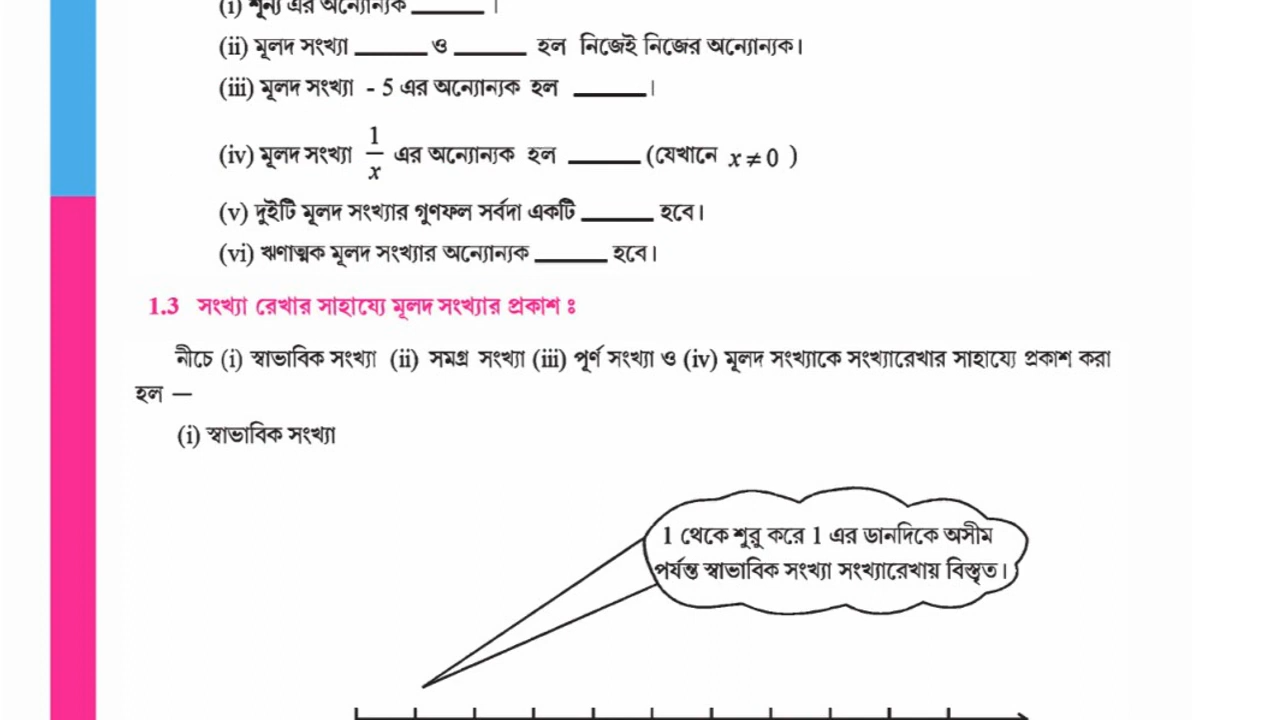 (i) শূন্য এর অন্যোন্যক ______ ।
(ii) মূলদ সংখ্যা ______ ও ______ হল নিজেই নিজের অন্যোন্যক।
(iii) মূলদ সংখ্যা - 5 এর অন্যোন্যক হল ______।
(iv) মূলদ সংখ্যা 1/x এর অন্যোন্যক হল ______ (যেখানে x ≠ 0 )
(v) দুইটি মূলদ সংখ্যার গুণফল সর্বদা একটি ______ হবে।
(vi) ঋণাত্মক মূলদ সংখ্যার অন্যোন্যক ______ হবে।
1.3 সংখ্যা রেখার সাহায্যে মূলদ সংখ্যার প্রকাশ ঃ
নীচে (i) স্বাভাবিক সংখ্যা (ii) সমগ্র সংখ্যা (iii) পূর্ণ সংখ্যা ও (iv) মূলদ সংখ্যাকে সংখ্যারেখার সাহায্যে প্রকাশ করা
হল —
(i) স্বাভাবিক সংখ্যা
1 থেকে শুরু করে 1 এর ডানদিকে অসীম
পর্যন্ত স্বাভাবিক সংখ্যা সংখ্যারেখায় বিস্তৃত।